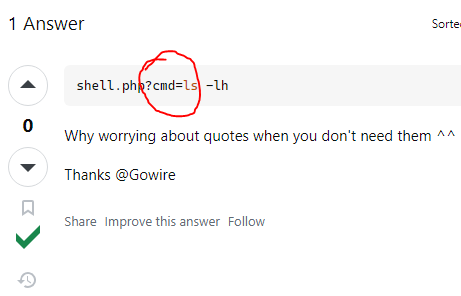 1 Answer
Sorte
shell.php?cmd=ls -lh
0
Why worrying about quotes when you don't need them ^^
Thanks @Gowire
Share Improve this answer Follow